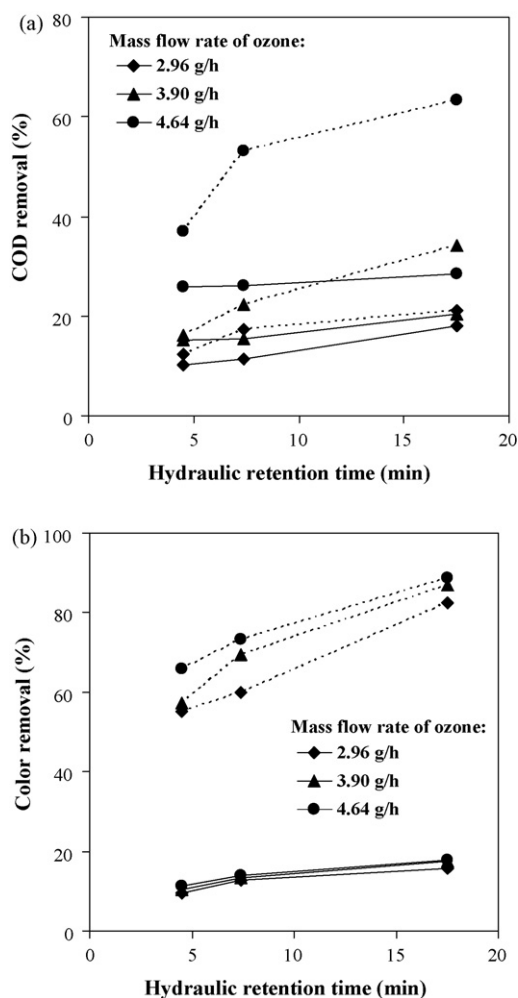 (a)
80
60
40
20
0
COD removal (%)
Mass flow rate of ozone:
2.96 g/h
3.90 g/h
4.64 g/h
0 5 10 15 20
Hydraulic retention time (min)
(b)
100
80
60
40
20
0
Color removal (%)
Mass flow rate of ozone:
2.96 g/h
3.90 g/h
4.64 g/h
0 5 10 15 20
Hydraulic retention time (min)